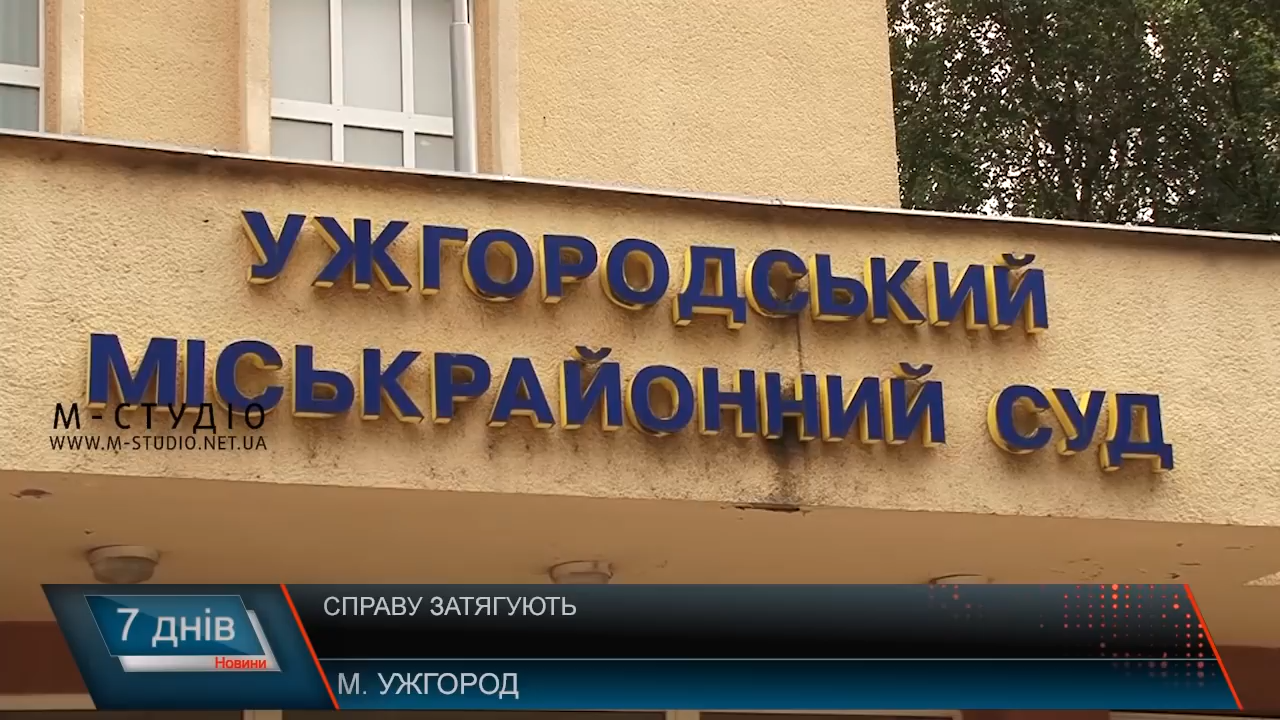 УЖГОРОДСЬКИЙ
МІСЬКРАЙОННИЙ СУД
М-СТУДІО
WWW.M-STUDIO.NET.UA
7 днів
Новини
СПРАВУ ЗАТЯГУЮТЬ
М. УЖГОРОД